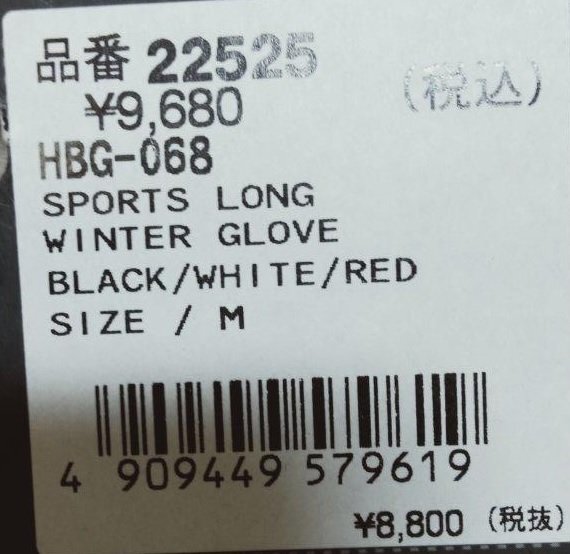 品番 22525
¥9,680 (税込)
HBG-068
SPORTS LONG
WINTER GLOVE
BLACK/WHITE/RED
SIZE / M
4 909449 579619
¥8,800 (税抜)